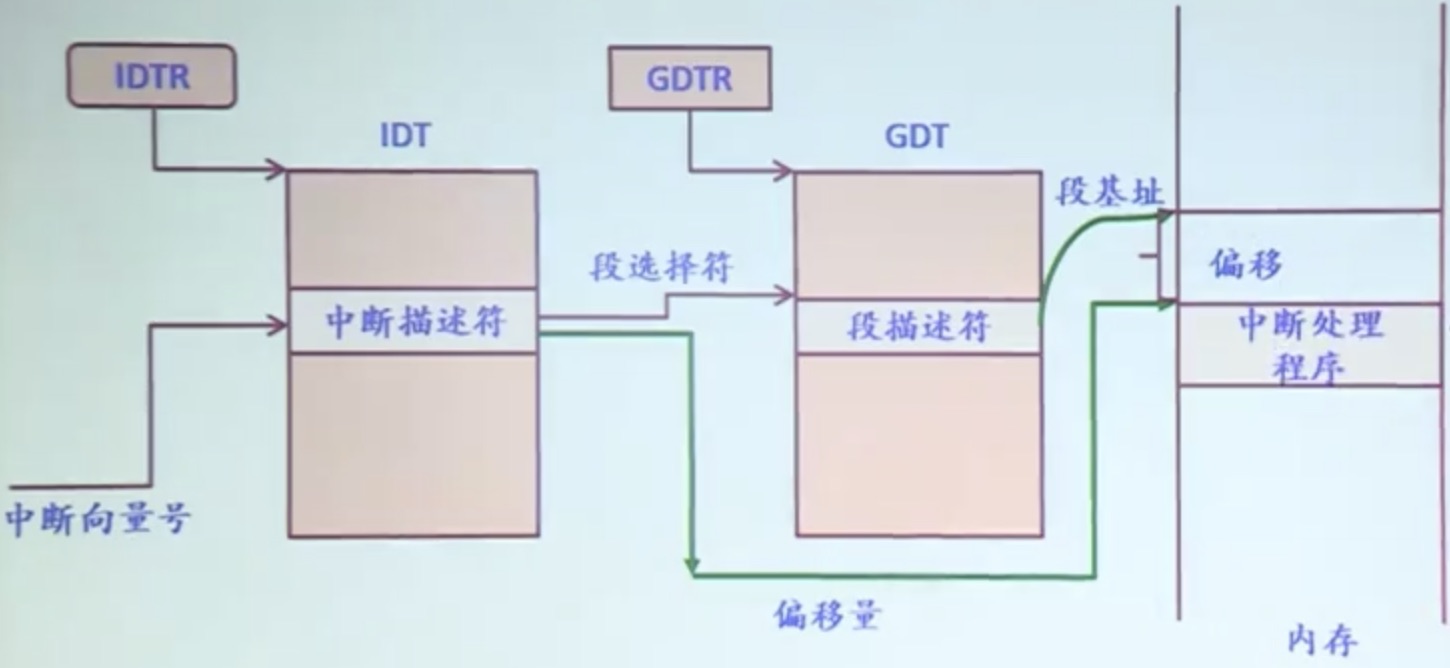 IDTR
GDTR
IDT
GDT
段基址
段选择符
偏移
中断描述符
段描述符
中断处理
程序
中断向量号
偏移量
内存